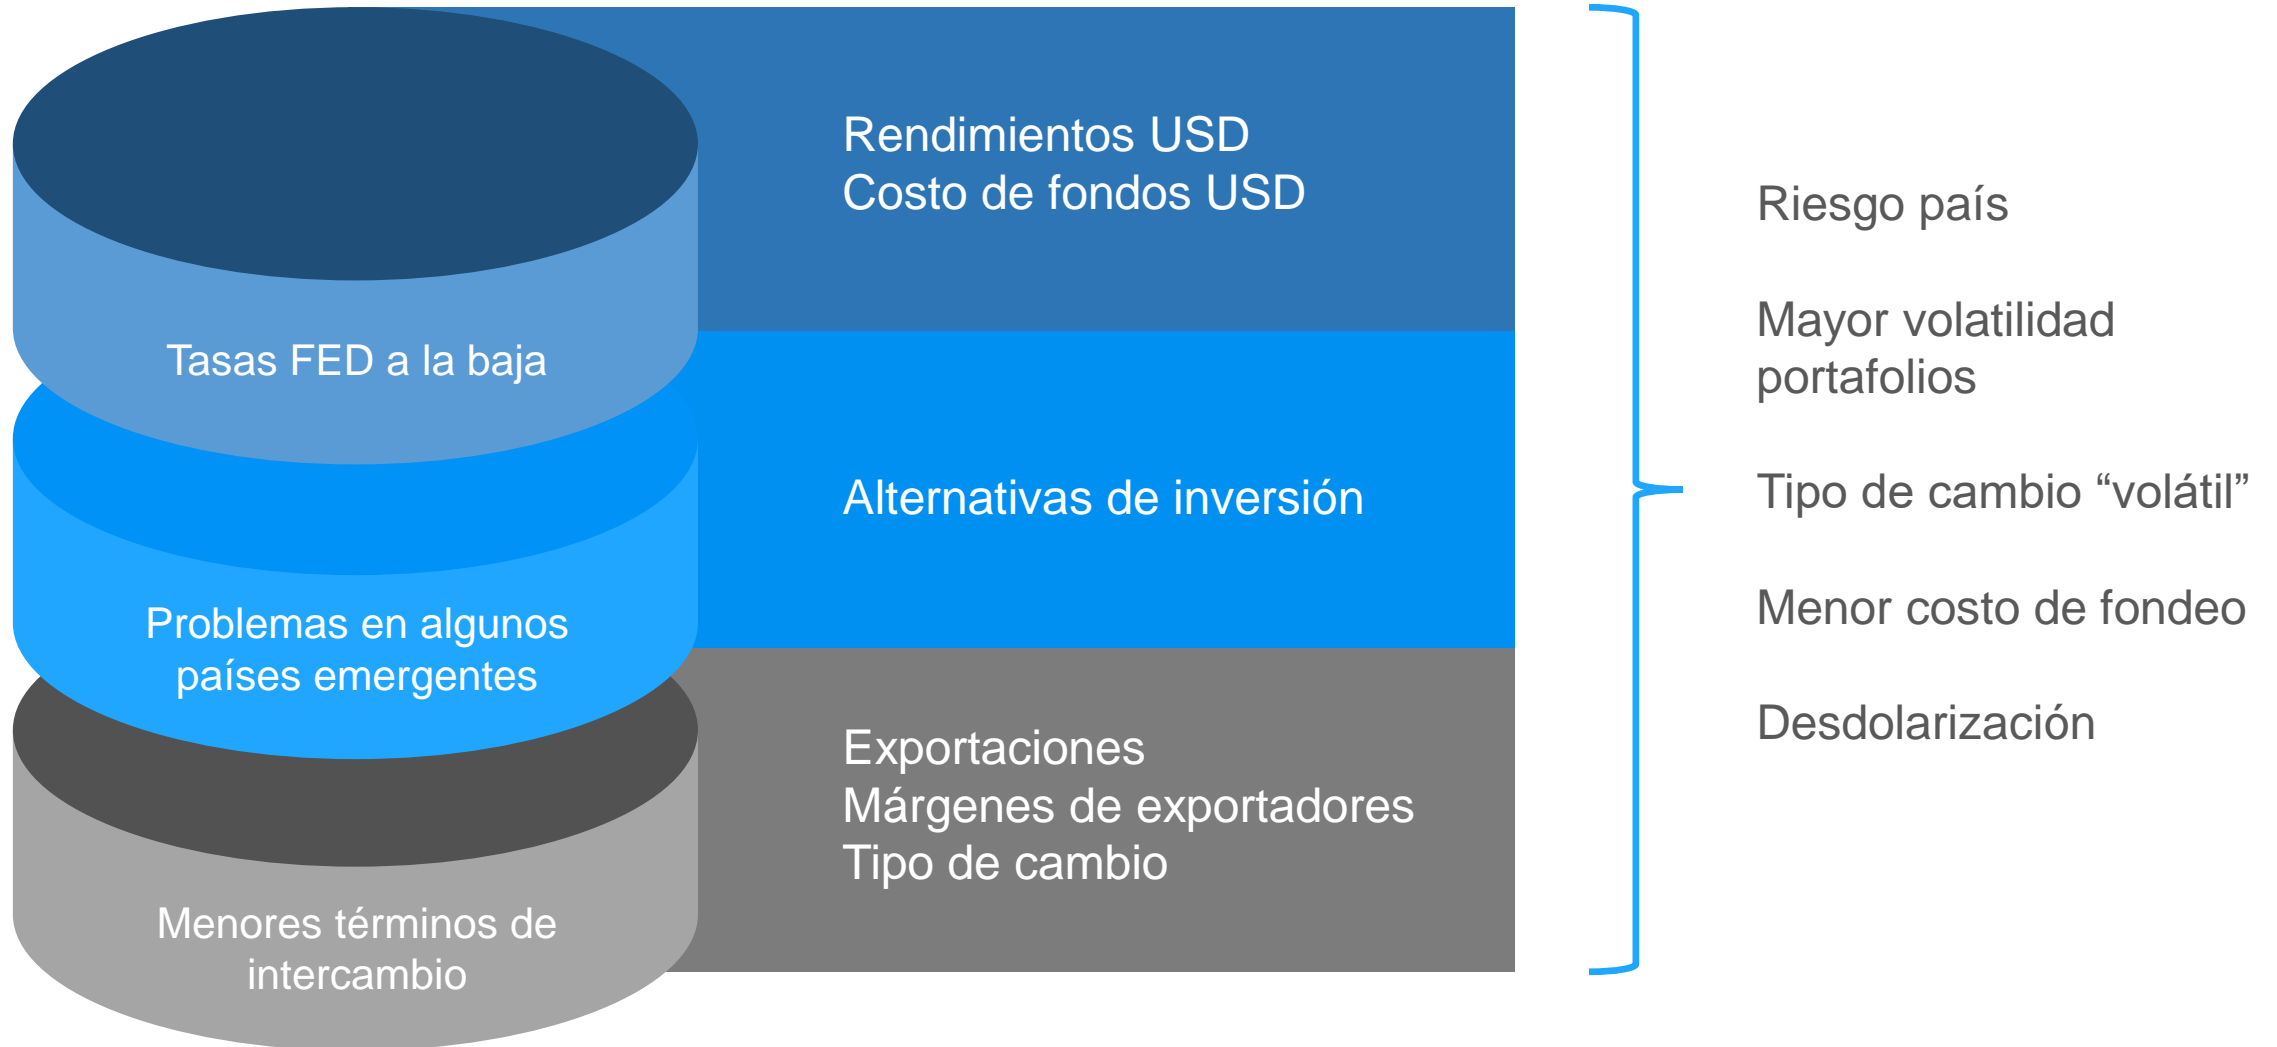 Tasas FED a la baja
Rendimientos USD
Costo de fondos USD
Problemas en algunos
países emergentes
Alternativas de inversión
Menores términos de
intercambio
Exportaciones
Márgenes de exportadores
Tipo de cambio
Riesgo país
Mayor volatilidad
portafolios
Tipo de cambio “volátil”
Menor costo de fondeo
Desdolarización